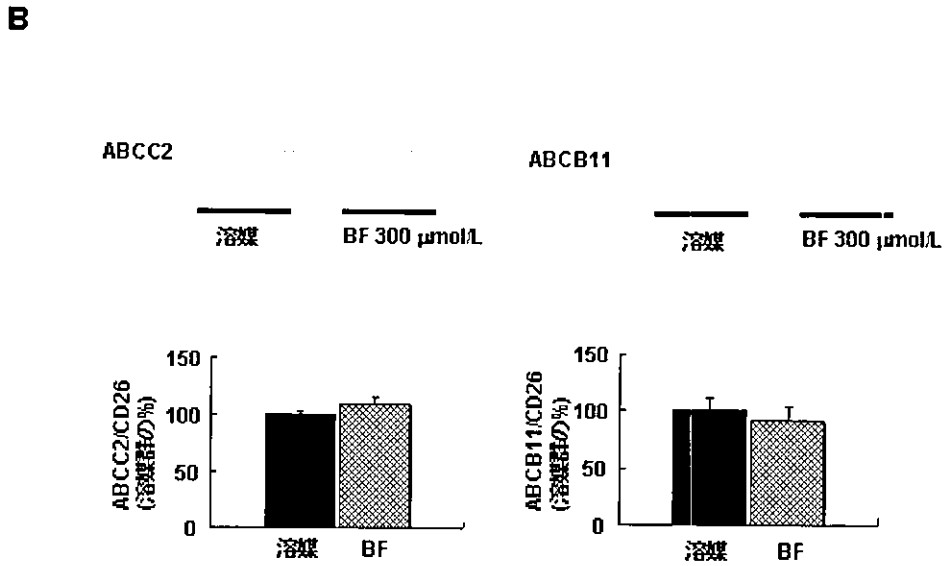 B
ABCC2
溶媒
BF 300 µmol/L
ABCB11
溶媒
BF 300 µmol/L
ABCC2/CD26
(溶媒群の%)
150
100
50
0
溶媒
BF
ABCB11/CD26
(溶媒群の%)
150
100
50
0
溶媒
BF